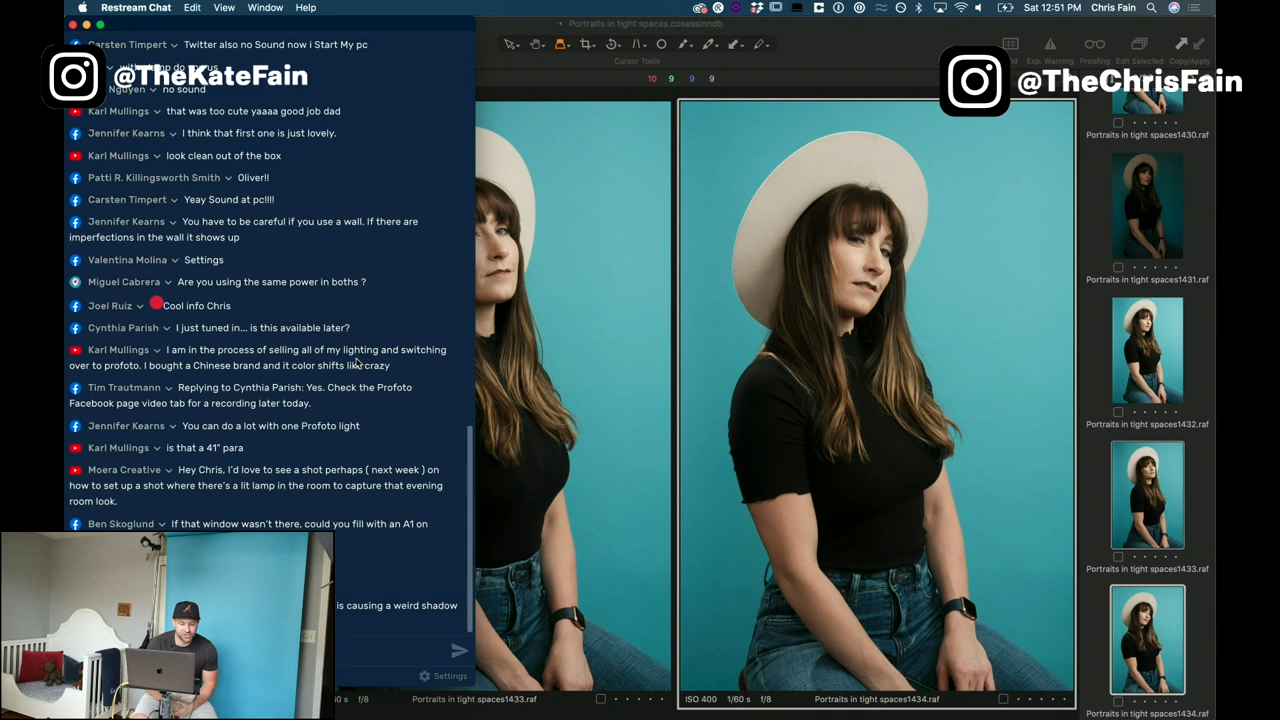 Restream Chat Edit View Window Help
Sat 12:51 PM Chris Fain
Portraits in tight spaces.cosessiondb
Carsten Timpert Twitter also no Sound now i Start My pc
@TheKateFain
Nguyen no sound
Karl Mullings that was too cute yaaaa good job dad
Jennifer Kearns I think that first one is just lovely.
Karl Mullings look clean out of the box
Patti R. Killingsworth Smith Oliver!!
Carsten Timpert Yeay Sound at pc!!!!
Jennifer Kearns You have to be careful if you use a wall. If there are
imperfections in the wall it shows up
Valentina Molina Settings
Miguel Cabrera Are you using the same power in boths ?
Joel Ruiz Cool info Chris
Cynthia Parish I just tuned in... is this available later?
Karl Mullings I am in the process of selling all of my lighting and switching
over to profoto. I bought a Chinese brand and it color shifts like crazy
Tim Trautmann Replying to Cynthia Parish: Yes. Check the Profoto
Facebook page video tab for a recording later today.
Jennifer Kearns You can do a lot with one Profoto light
Karl Mullings is that a 41" para
Moera Creative Hey Chris, I'd love to see a shot perhaps ( next week ) on
how to set up a shot where there's a lit lamp in the room to capture that evening
room look.
Ben Skoglund If that window wasn't there, could you fill with an A1 on
is causing a weird shadow
Settings
Cursor Tools
Exp. Warning Proofing Edit Selected Copy/Apply
@TheChrisFain
10 9 9 9
Portraits in tight spaces1430.raf
Portraits in tight spaces1431.raf
Portraits in tight spaces1432.raf
Portraits in tight spaces1433.raf
Portraits in tight spaces1434.raf
s f/8 Portraits in tight spaces1433.raf
ISO 400 1/60 s f/8 Portraits in tight spaces1434.raf